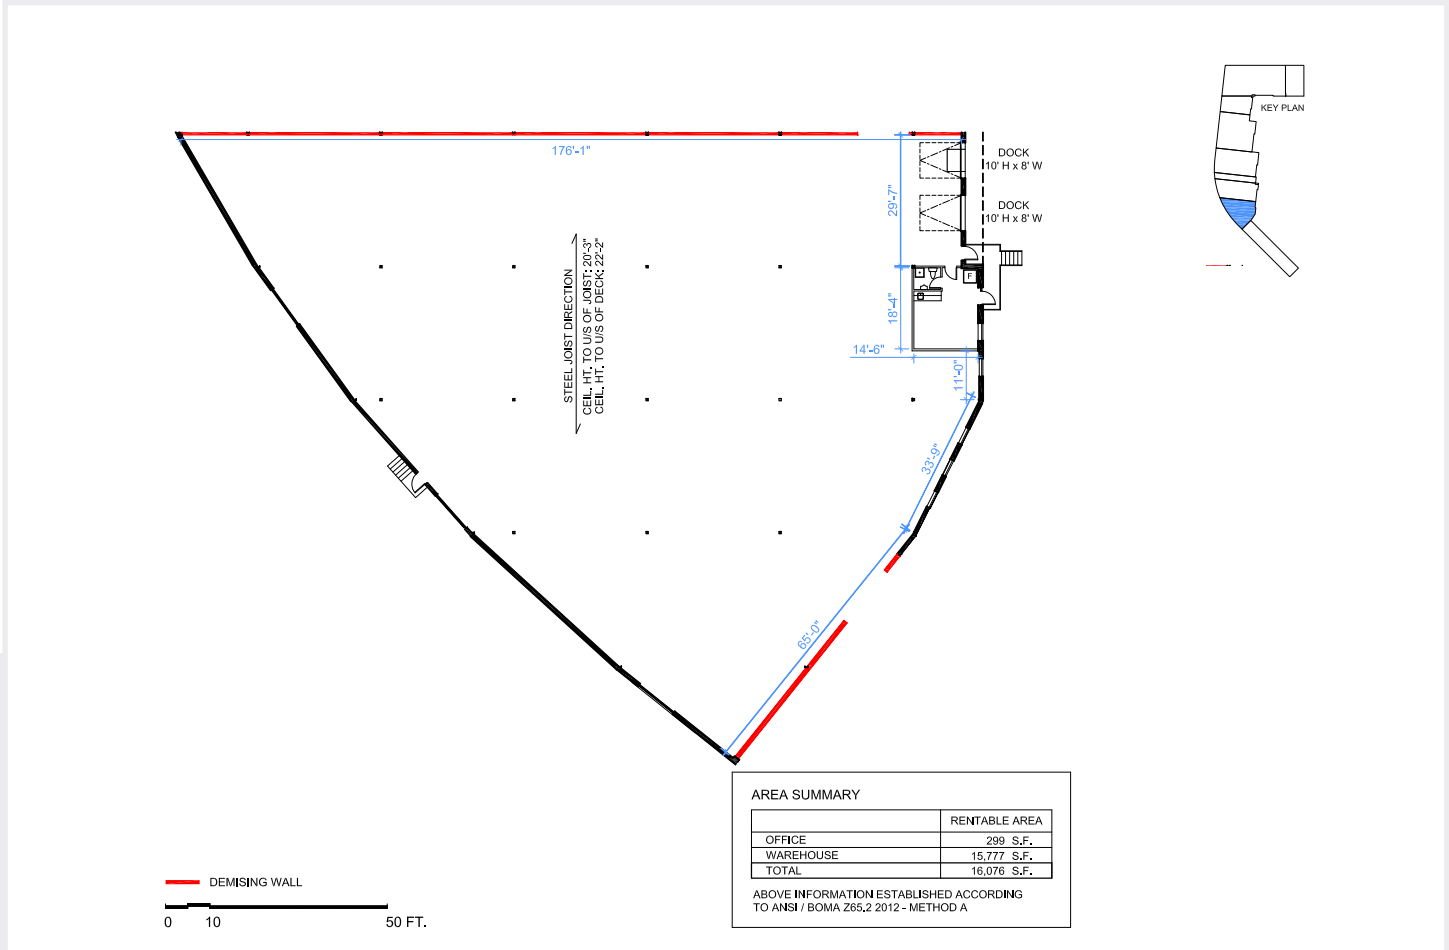 KEY PLAN
176'-1"
DOCK
10' H x 8' W
29'-7"
DOCK
10' H x 8' W
STEEL JOIST DIRECTION
CEIL. HT. TO U/S OF JOIST: 20'-3"
CEIL. HT. TO U/S OF DECK: 22'-2"
F
18'-4"
14'-6"
11'-0"
33'-9"
65'-0"
AREA SUMMARY
RENTABLE AREA
OFFICE 299 S.F.
WAREHOUSE 15,777 S.F.
TOTAL 16,076 S.F.
ABOVE INFORMATION ESTABLISHED ACCORDING
TO ANSI / BOMA Z65.2 2012 - METHOD A
DEMISING WALL
0 10 50 FT.